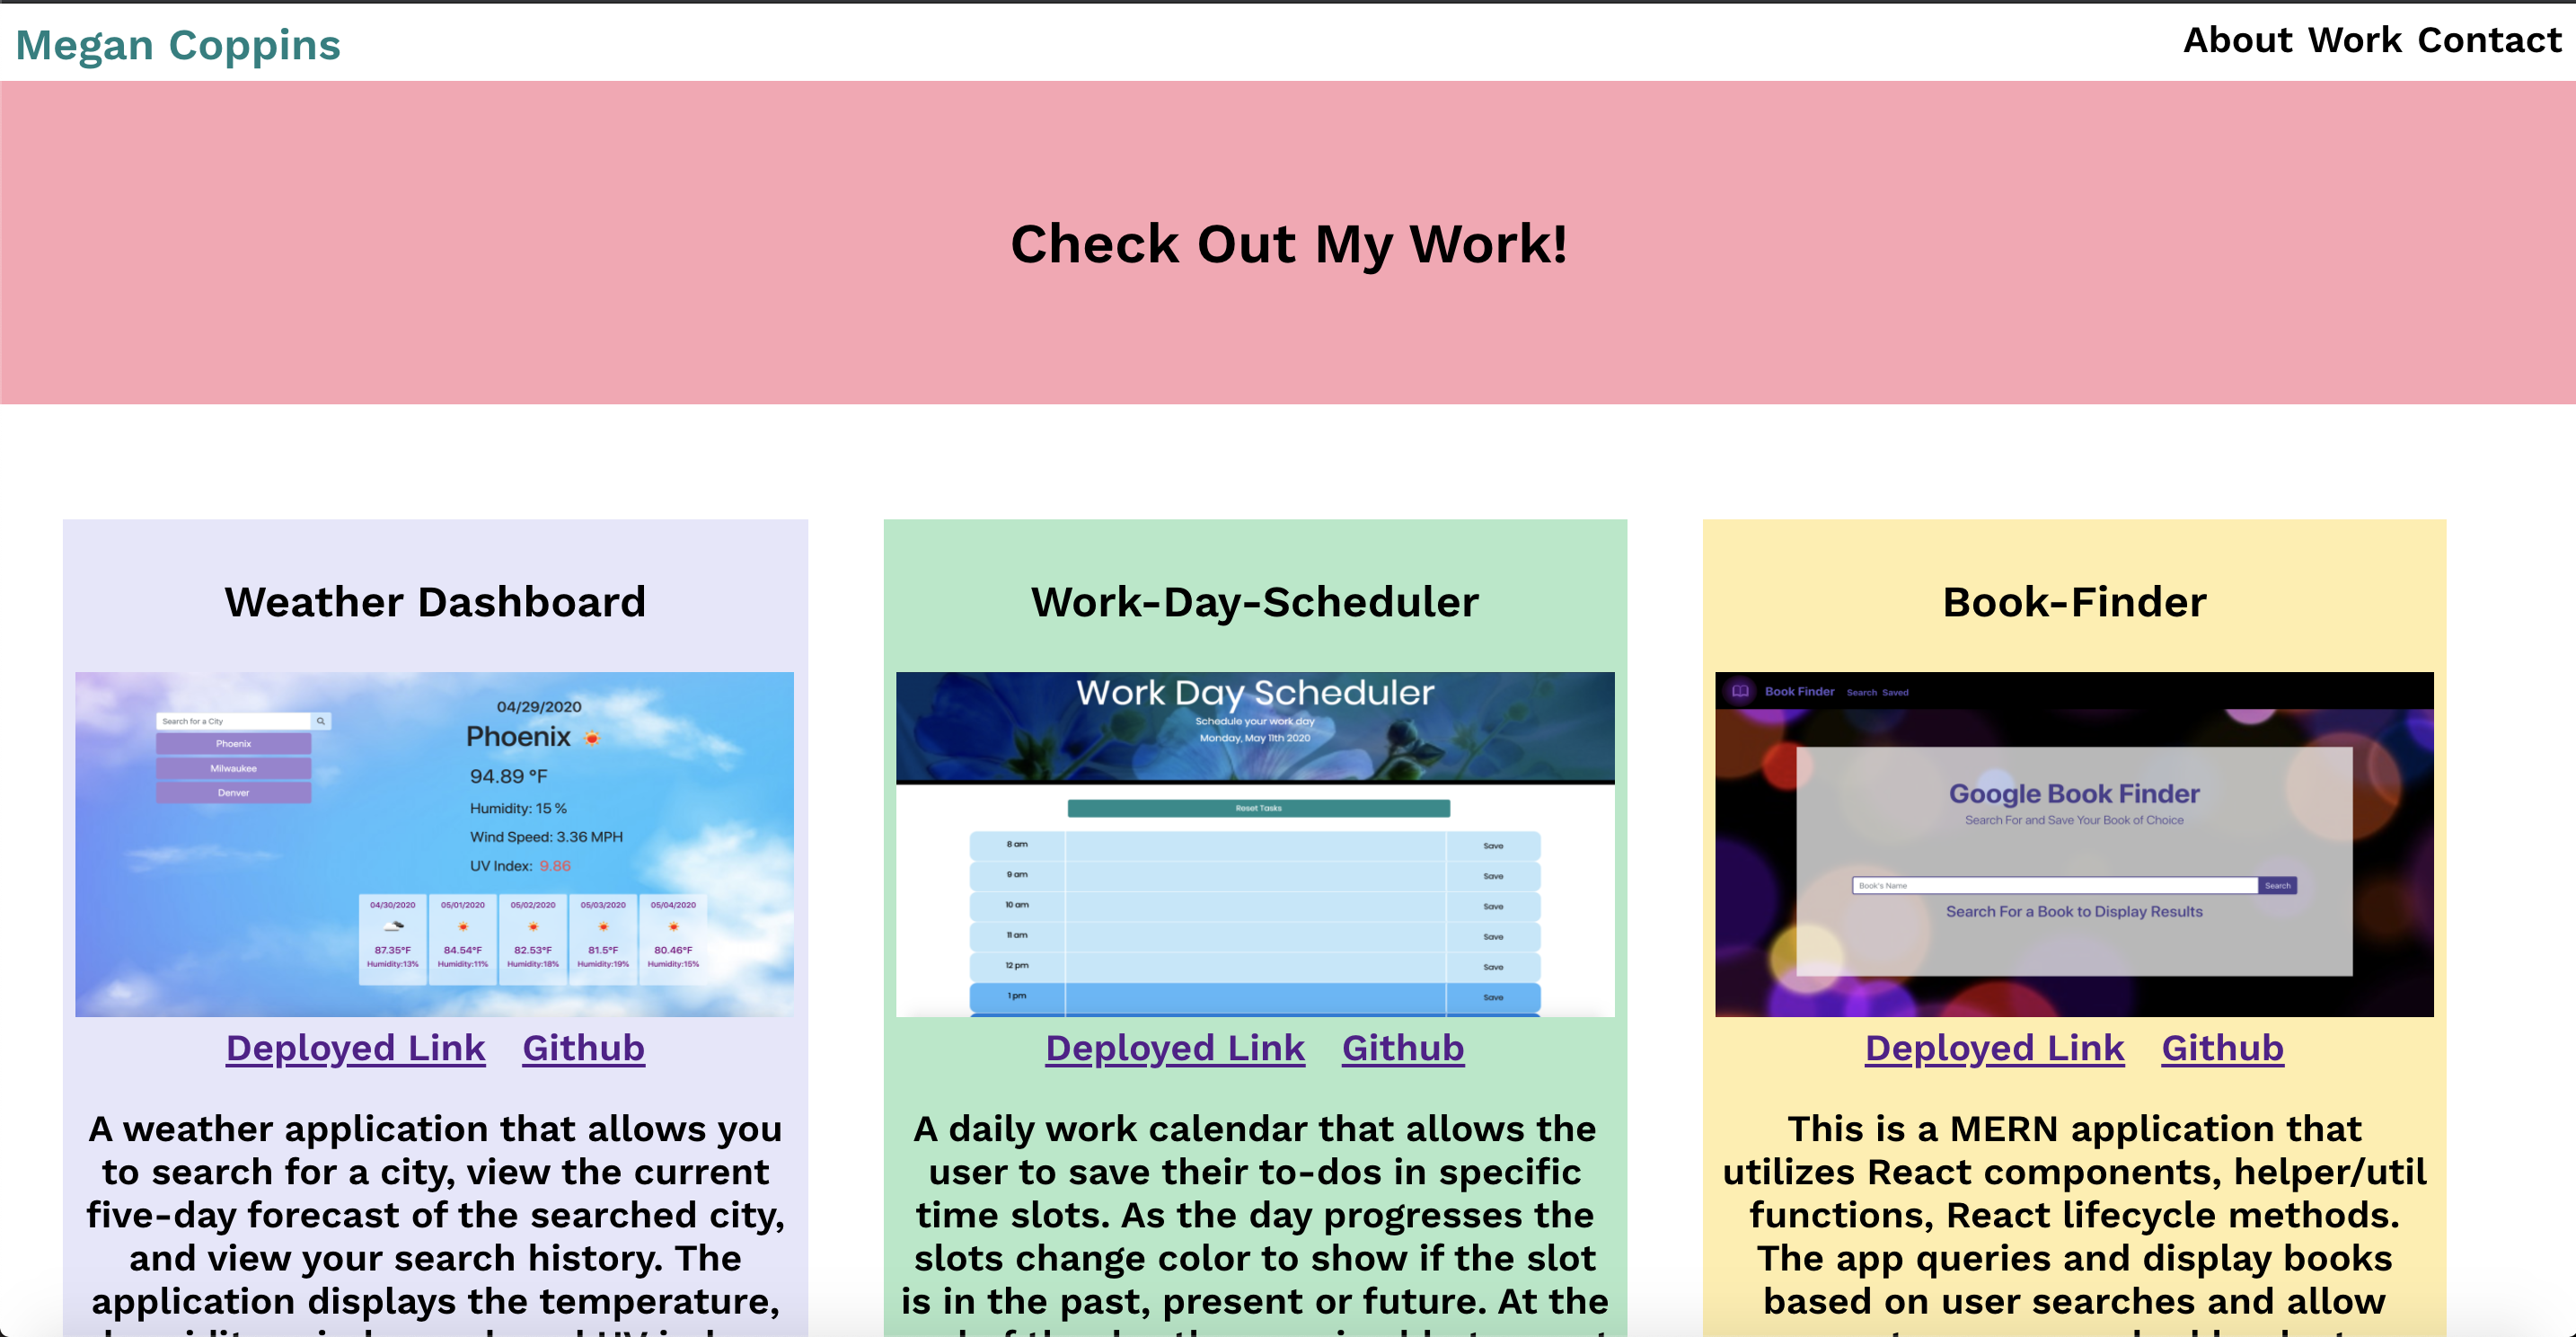 Megan Coppins
About Work Contact
Check Out My Work!
Weather Dashboard
Search for a City
Phoenix
Milwaukee
Denver
04/29/2020
Phoenix
94.89 °F
Humidity: 15 %
Wind Speed: 3.36 MPH
UV Index: 9.86
04/30/2020 05/01/2020 05/02/2020 05/03/2020 05/04/2020
87.35°F 84.54°F 82.53°F 81.5°F 80.46°F
Humidity:13% Humidity:11% Humidity:18% Humidity:19% Humidity:15%
Deployed Link Github
A weather application that allows you
to search for a city, view the current
five-day forecast of the searched city,
and view your search history. The
application displays the temperature,
Work-Day-Scheduler
Work Day Scheduler
Schedule your work day
Monday, May 11th 2020
Reset Tasks
8 am Save
9 am Save
10 am Save
11 am Save
12 pm Save
1 pm Save
Deployed Link Github
A daily work calendar that allows the
user to save their to-dos in specific
time slots. As the day progresses the
slots change color to show if the slot
is in the past, present or future. At the
Book-Finder
Book Finder Search Saved
Google Book Finder
Search For and Save Your Book of Choice
Book's Name Search
Search For a Book to Display Results
Deployed Link Github
This is a MERN application that
utilizes React components, helper/util
functions, React lifecycle methods.
The app queries and display books
based on user searches and allow